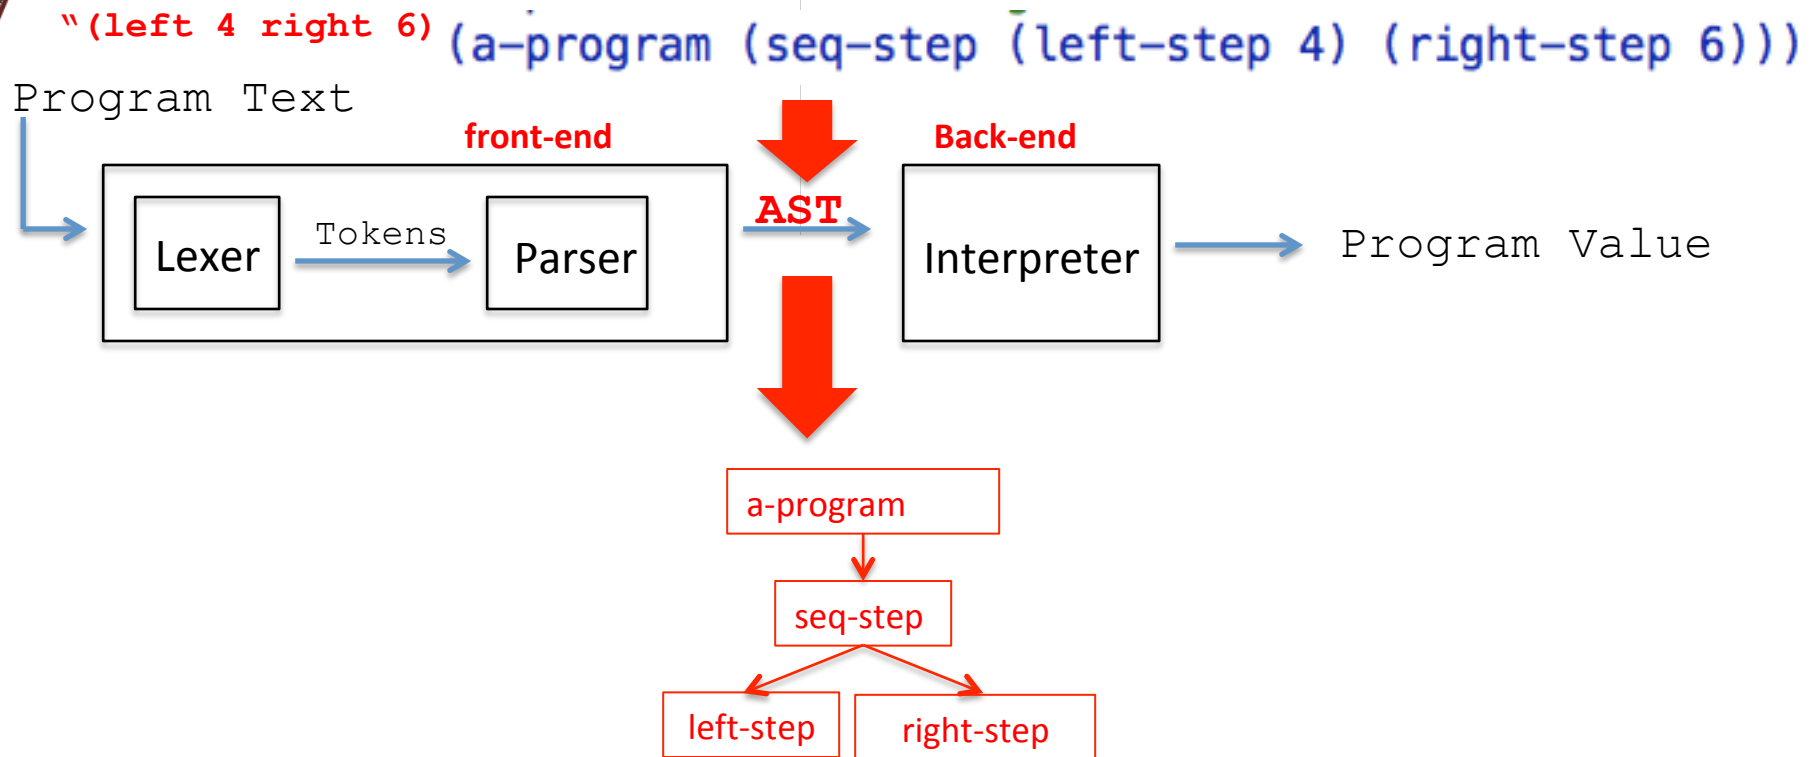 “(left 4 right 6)
(a-program (seq-step (left-step 4) (right-step 6)))
Program Text
front-end
Back-end
Lexer
Tokens
Parser
AST
Interpreter
Program Value
a-program
seq-step
left-step
right-step